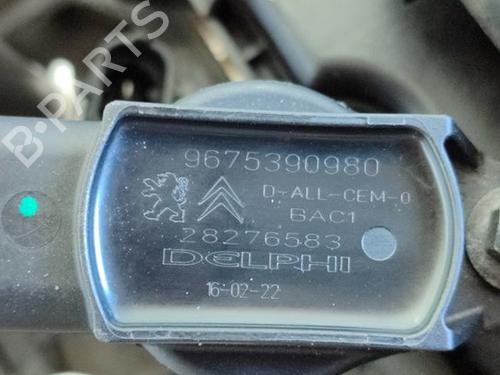 9675390980
D-ALL-CEM-0
BAC1
28276583
DELPHI
16-02-22
B-PARTS